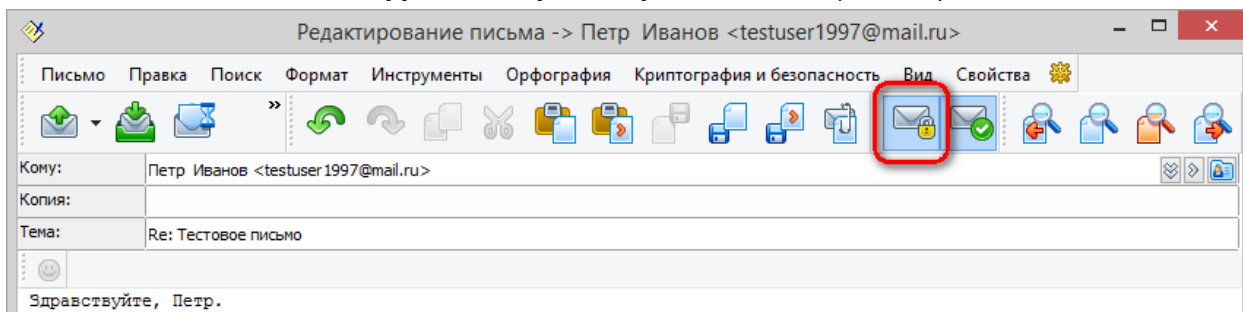 Редактирование письма -> Петр Иванов <testuser1997@mail.ru>
Письмо Правка Поиск Формат Инструменты Орфография Криптография и безопасность Вид Свойства
Кому: Петр Иванов <testuser1997@mail.ru>
Копия:
Тема: Re: Тестовое письмо
Здравствуйте, Петр.